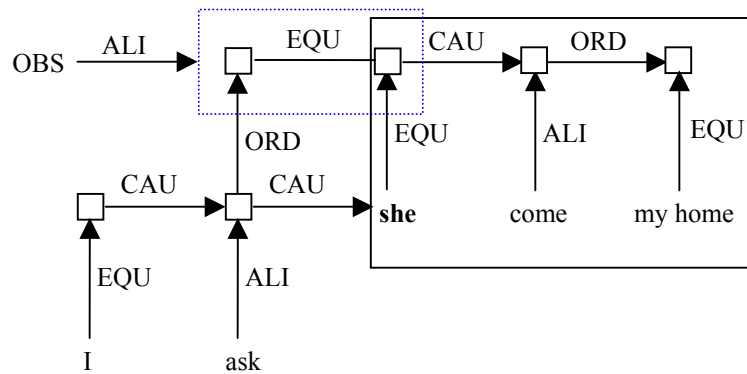 ALI EQU CAU ORD
OBS
ORD EQU ALI EQU
CAU CAU
she come my home
EQU ALI
I ask